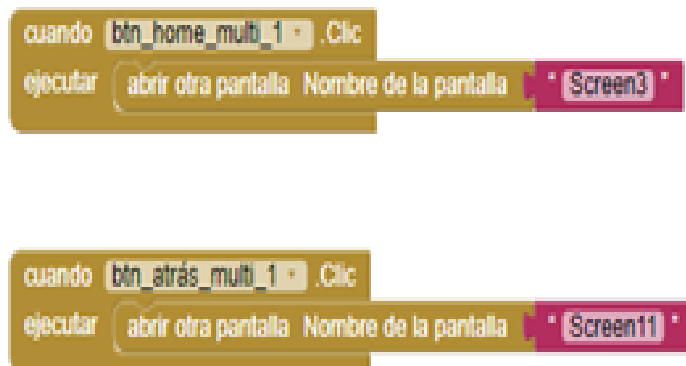 cuando btn_home_multi_1 .Clic
ejecutar abrir otra pantalla Nombre de la pantalla " Screen3 "
cuando btn_atrás_multi_1 .Clic
ejecutar abrir otra pantalla Nombre de la pantalla " Screen11 "